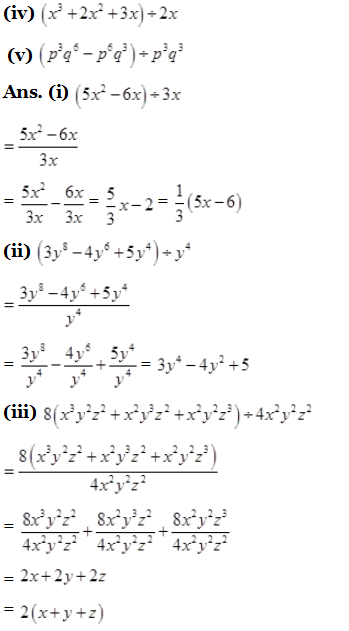 (iv) (x³ + 2x² + 3x) ÷ 2x
(v) (p³q⁶ − p⁶q³) ÷ p³q³
Ans. (i) (5x² − 6x) ÷ 3x
= (5x² − 6x)/(3x)
= 5x²/3x − 6x/3x = 5/3 x − 2 = 1/3 (5x − 6)
(ii) (3y⁸ − 4y⁶ + 5y⁴) ÷ y⁴
= (3y⁸ − 4y⁶ + 5y⁴)/y⁴
= 3y⁸/y⁴ − 4y⁶/y⁴ + 5y⁴/y⁴ = 3y⁴ − 4y² + 5
(iii) 8(x³y²z² + x²y³z² + x²y²z³) ÷ 4x²y²z²
= 8(x³y²z² + x²y³z² + x²y²z³)/4x²y²z²
= 8x³y²z²/4x²y²z² + 8x²y³z²/4x²y²z² + 8x²y²z³/4x²y²z²
= 2x + 2y + 2z
= 2(x + y + z)